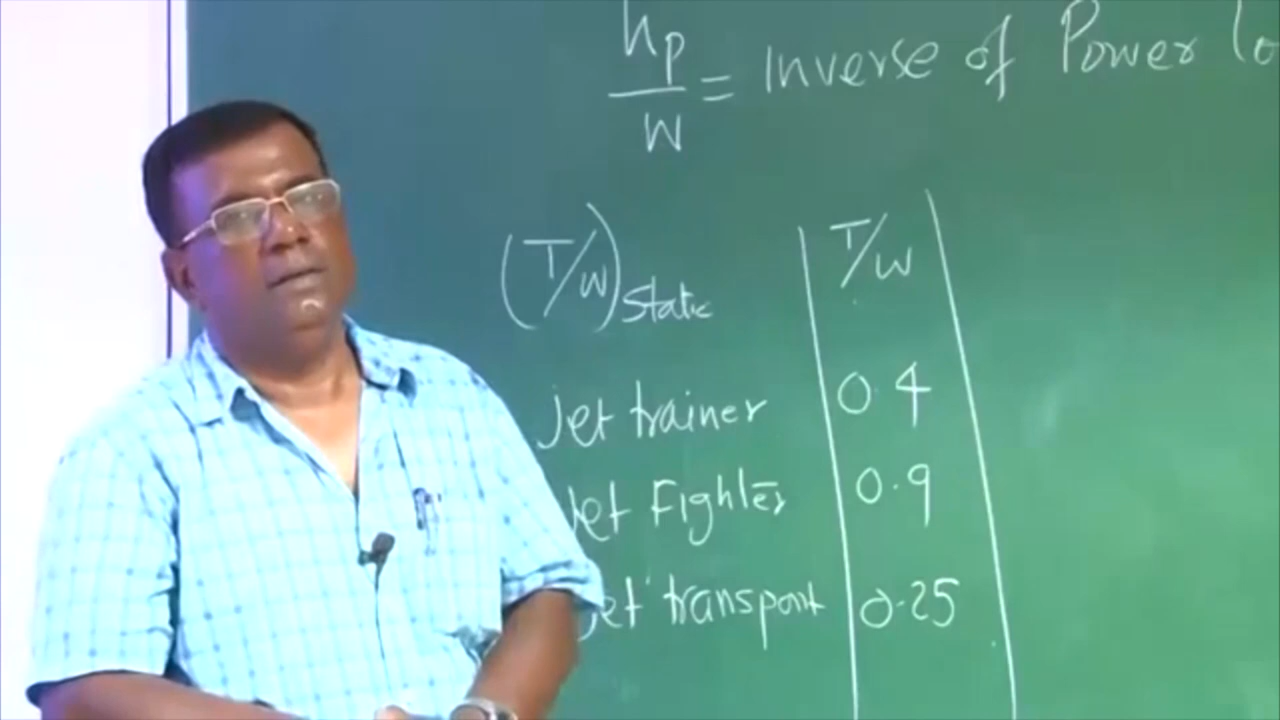 hp/W = Inverse of Power lo
(T/W)static T/W
Jet trainer 0.4
Jet Fighter 0.9
Jet transport 0.25